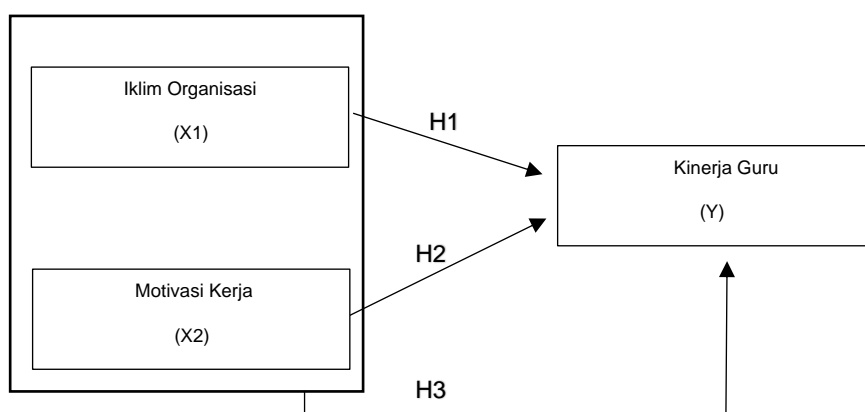 Iklim Organisasi
(X1)
H1
Kinerja Guru
(Y)
H2
Motivasi Kerja
(X2)
H3